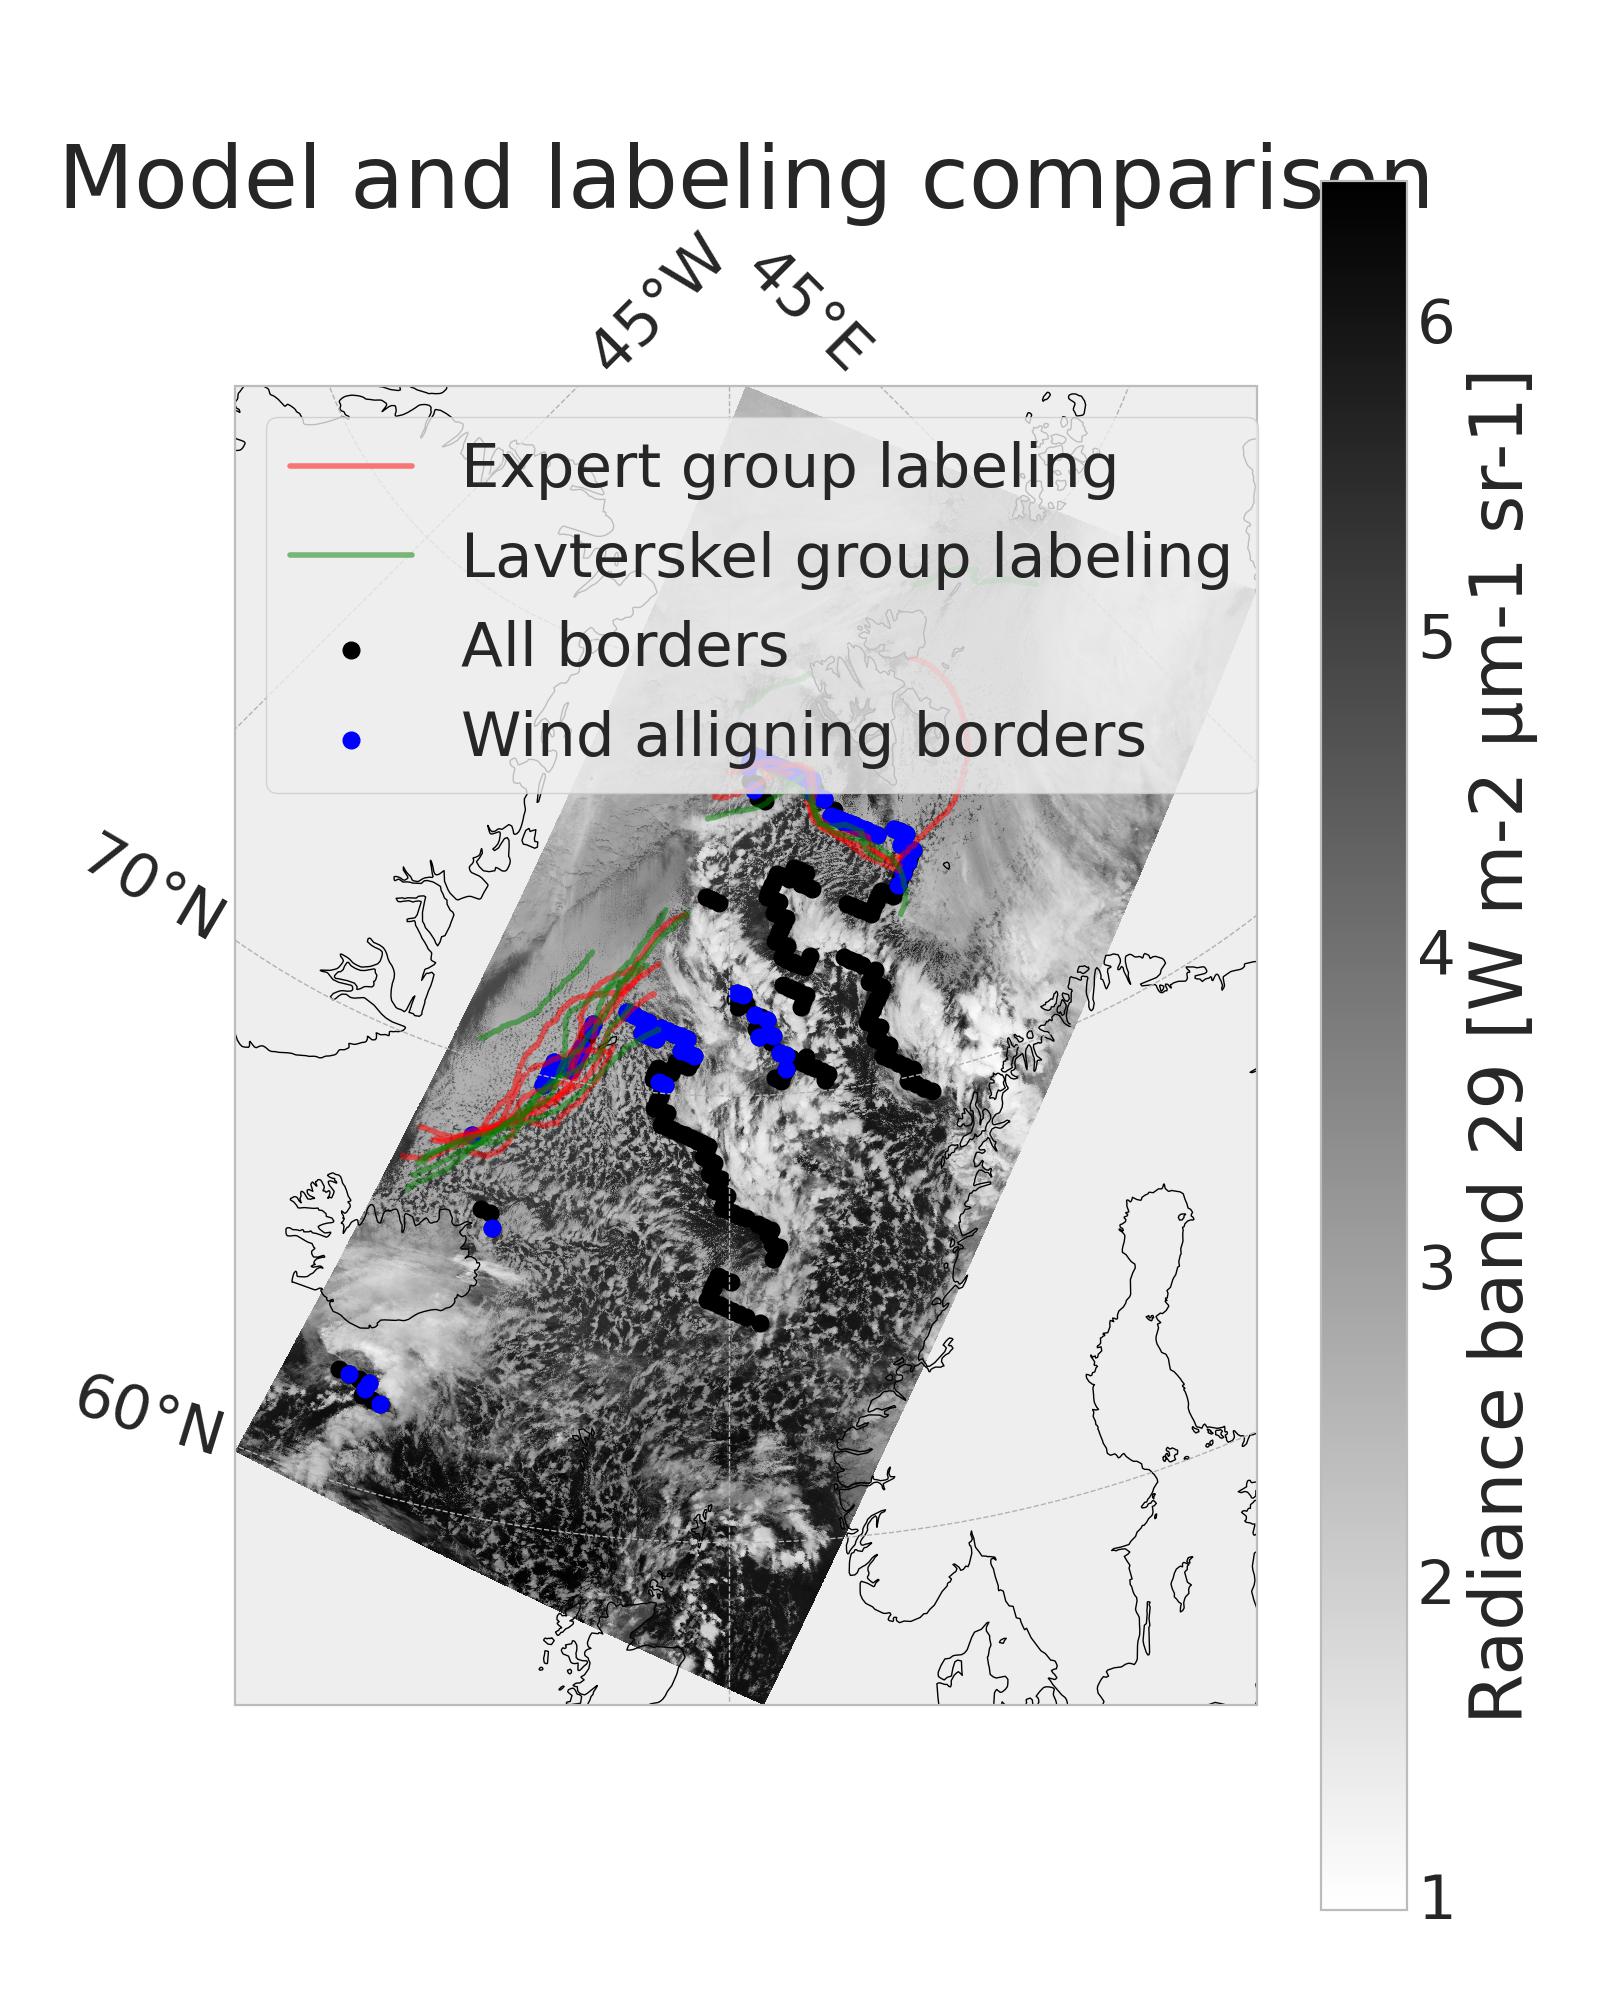 Model and labeling comparison
45°W
45°E
Expert group labeling
Lavterskel group labeling
All borders
Wind alligning borders
70°N
60°N
6
5
4
3
2
1
Radiance band 29 [W m-2 µm-1 sr-1]